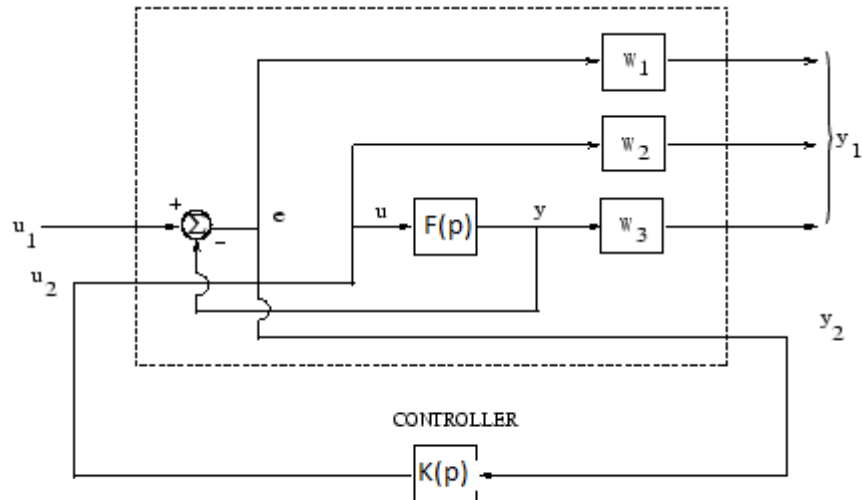 W1
y1
W2
+
Σ
−
e
u
F(p)
y
W3
u1
u2
y2
CONTROLLER
K(p)